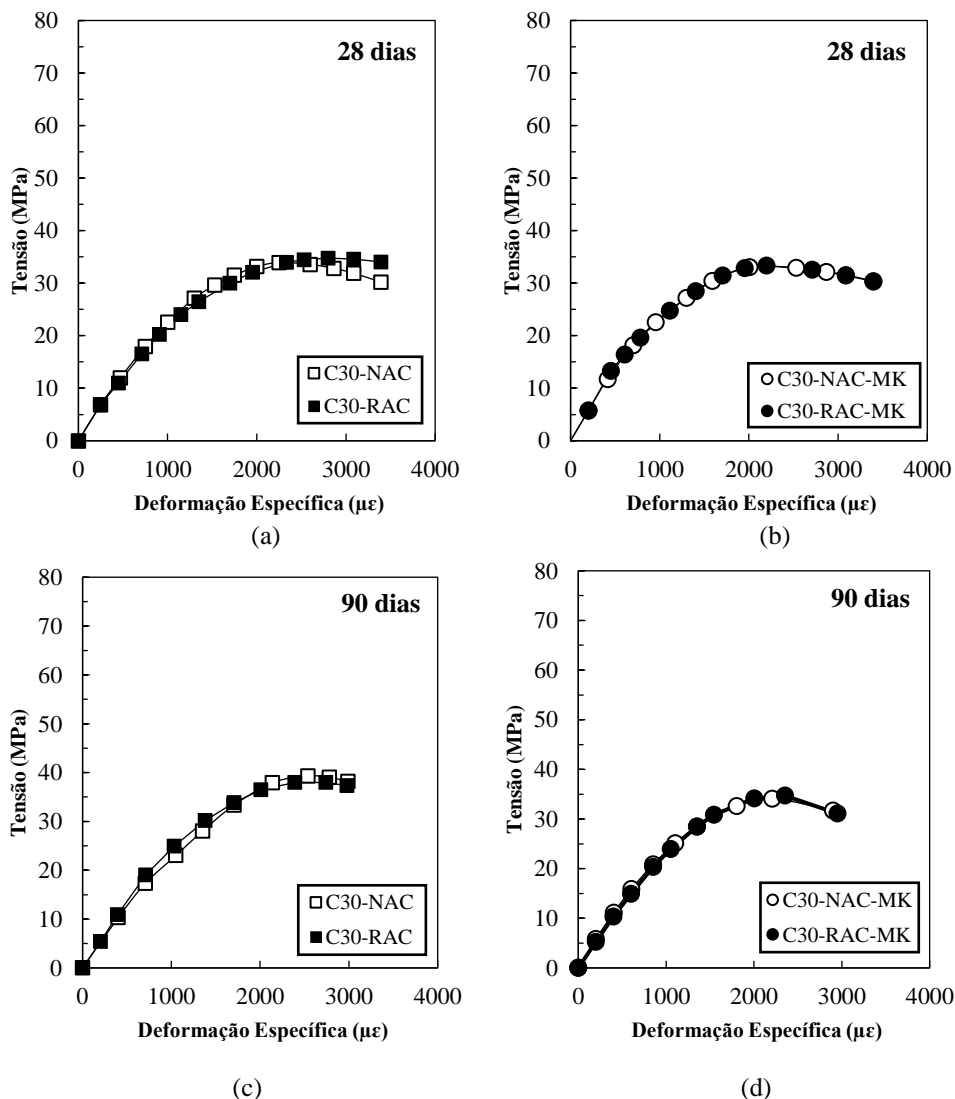 80
70
60
50
40
30
20
10
0
Tensão (MPa)
28 dias
C30-NAC
C30-RAC
0 1000 2000 3000 4000
Deformação Específica (με)
(a)
80
70
60
50
40
30
20
10
0
Tensão (MPa)
28 dias
C30-NAC-MK
C30-RAC-MK
0 1000 2000 3000 4000
Deformação Específica (με)
(b)
80
70
60
50
40
30
20
10
0
Tensão (MPa)
90 dias
C30-NAC
C30-RAC
0 1000 2000 3000 4000
Deformação Específica (με)
(c)
80
70
60
50
40
30
20
10
0
Tensão (MPa)
90 dias
C30-NAC-MK
C30-RAC-MK
0 1000 2000 3000 4000
Deformação Específica (με)
(d)